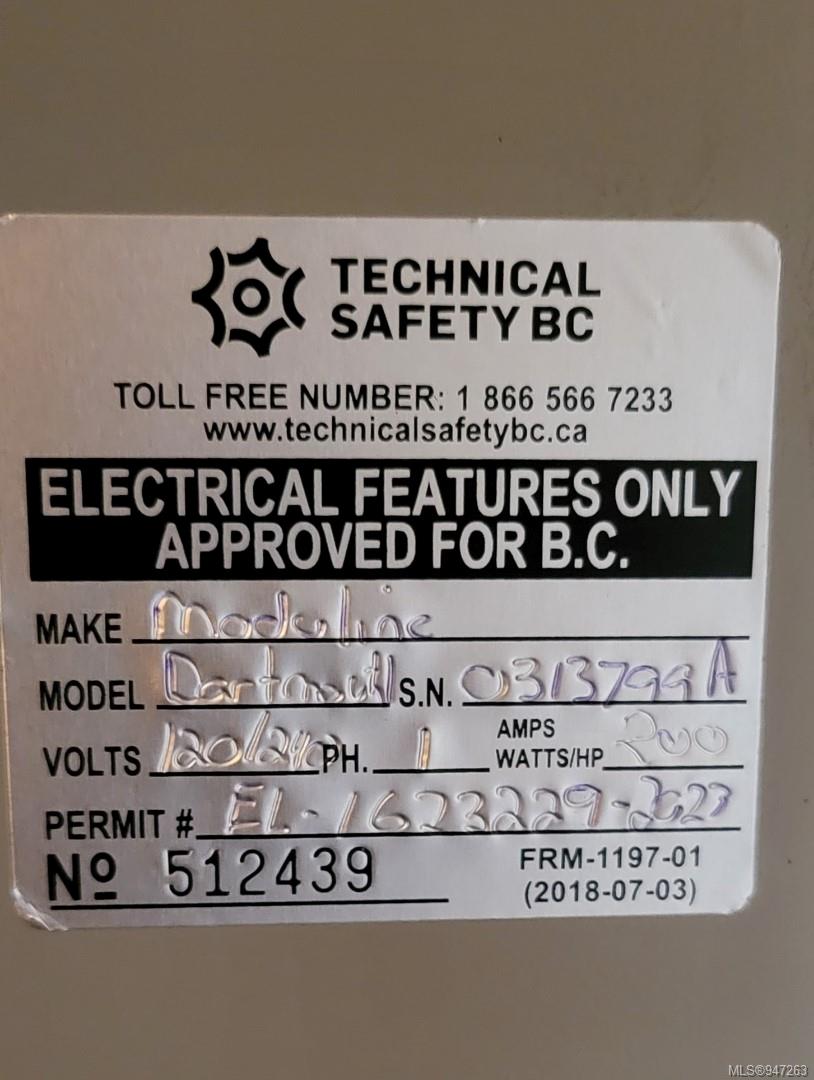 TECHNICAL
SAFETY BC
TOLL FREE NUMBER: 1 866 566 7233
www.technicalsafetybc.ca
ELECTRICAL FEATURES ONLY
APPROVED FOR B.C.
MAKE Moduline
MODEL Dartmouth S.N. 0313799A
VOLTS 120/240 PH. 1 AMPS WATTS/HP 200
PERMIT # EL-1623229-2023
Nº 512439
FRM-1197-01
(2018-07-03)
MLS®947263